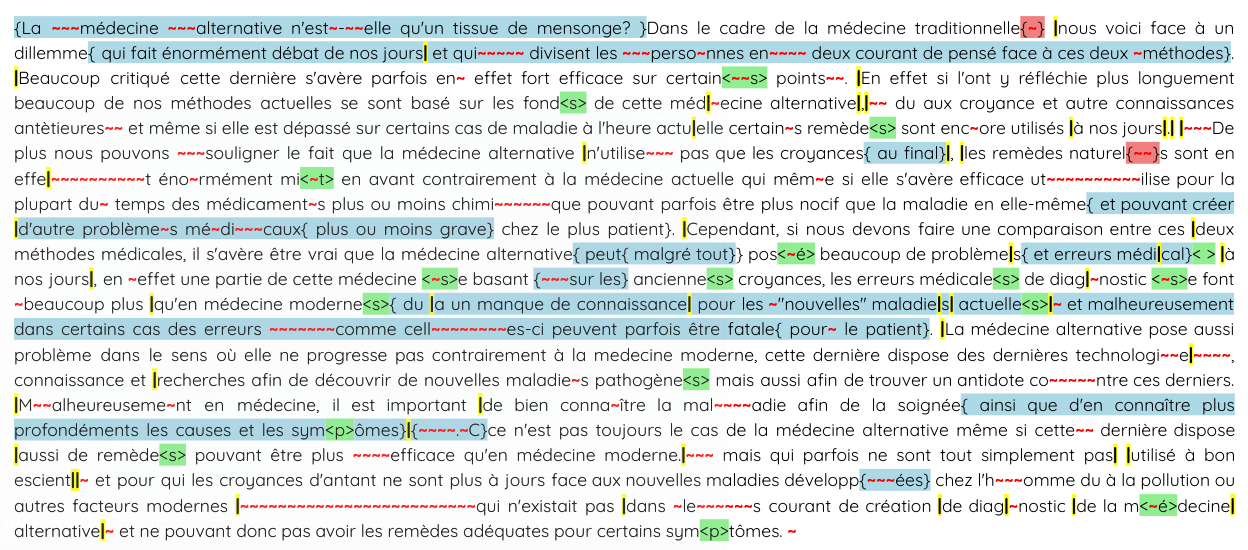 {La ~~~médecine ~~~alternative n'est~-~~elle qu'un tissue de mensonge? }Dans le cadre de la médecine traditionnelle{~} |nous voici face à un
dillemme{ qui fait énormément débat de nos jours| et qui~~~~~ divisent les ~~~perso~nnes en~~~~ deux courant de pensé face à ces deux ~méthodes}.
|Beaucoup critiqué cette dernière s'avère parfois en~ effet fort efficace sur certain<~~s> points~~. |En effet si l'ont y réfléchie plus longuement
beaucoup de nos méthodes actuelles se sont basé sur les fond<s> de cette méd|~ecine alternative|,|~~ du aux croyance et autre connaissances
antètieures~~ et même si elle est dépassé sur certains cas de maladie à l'heure actu|elle certain~s remède<s> sont enc~ore utilisés |à nos jours|.| |~~~De
plus nous pouvons ~~~souligner le fait que la médecine alternative |n'utilise~~~ pas que les croyances{ au final}|, |les remèdes naturel{~~}s sont en
effe|~~~~~~~~~~t éno~rmément mi<~t> en avant contrairement à la médecine actuelle qui mêm~e si elle s'avère efficace ut~~~~~~~~~~ilise pour la
plupart du~ temps des médicament~s plus ou moins chimi~~~~~~que pouvant parfois être plus nocif que la maladie en elle-même{ et pouvant créer
|d'autre problème~s mé~di~~~caux{ plus ou moins grave} chez le plus patient}. |Cependant, si nous devons faire une comparaison entre ces |deux
méthodes médicales, il s'avère être vrai que la médecine alternative{ peut{ malgré tout}} pos<~é> beaucoup de problème|s{ et erreurs médi|cal}< > |à
nos jours|, en ~effet une partie de cette médecine <~s>e basant {~~~sur les} ancienne<s> croyances, les erreurs médicale<s> de diag|~nostic <~s>e font
~beaucoup plus |qu'en médecine moderne<s>{ du |a un manque de connaissance| pour les ~"nouvelles" maladie|s| actuelle<s>|~ et malheureusement
dans certains cas des erreurs ~~~~~~~comme cell~~~~~~~~es-ci peuvent parfois être fatale{ pour~ le patient}. |La médecine alternative pose aussi
problème dans le sens où elle ne progresse pas contrairement à la medecine moderne, cette dernière dispose des dernières technologi~~e|~~~~,
connaissance et |recherches afin de découvrir de nouvelles maladie~s pathogène<s> mais aussi afin de trouver un antidote co~~~~~ntre ces derniers.
|M~~alheureuseme~nt en médecine, il est important |de bien conna~ître la mal~~~~adie afin de la soignée{ ainsi que d'en connaître plus
profondéments les causes et les sym<p>ômes}|{~~~~.~C}ce n'est pas toujours le cas de la médecine alternative même si cette~~ dernière dispose
|aussi de remède<s> pouvant être plus ~~~~efficace qu'en médecine moderne.|~~~ mais qui parfois ne sont tout simplement pas| |utilisé à bon
escient||~ et pour qui les croyances d'antant ne sont plus à jours face aux nouvelles maladies développ{~~~ées} chez l'h~~~omme du à la pollution ou
autres facteurs modernes |~~~~~~~~~~~~~~~~~~~~~~~~~qui n'existait pas |dans ~le~~~~~~s courant de création |de diag|~nostic |de la m<~é>decine|
alternative|~ et ne pouvant donc pas avoir les remèdes adéquates pour certains sym<p>tômes. ~